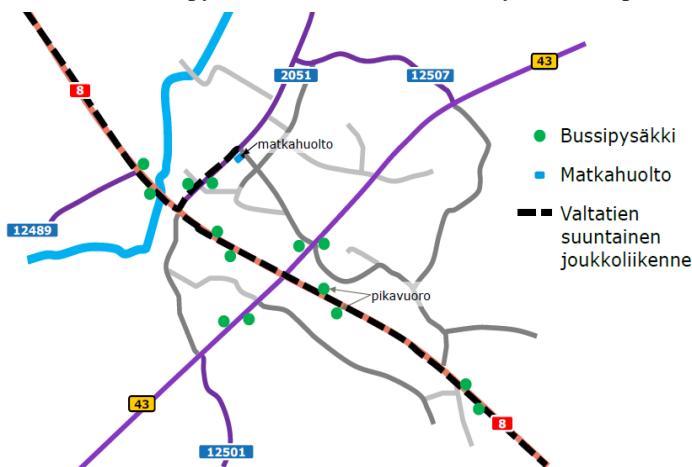 2051
12507
43
8
matkahuolto
Bussipysäkki
Matkahuolto
Valtatien
suuntainen
joukkoliikenne
12489
pikavuoro
43
8
12501